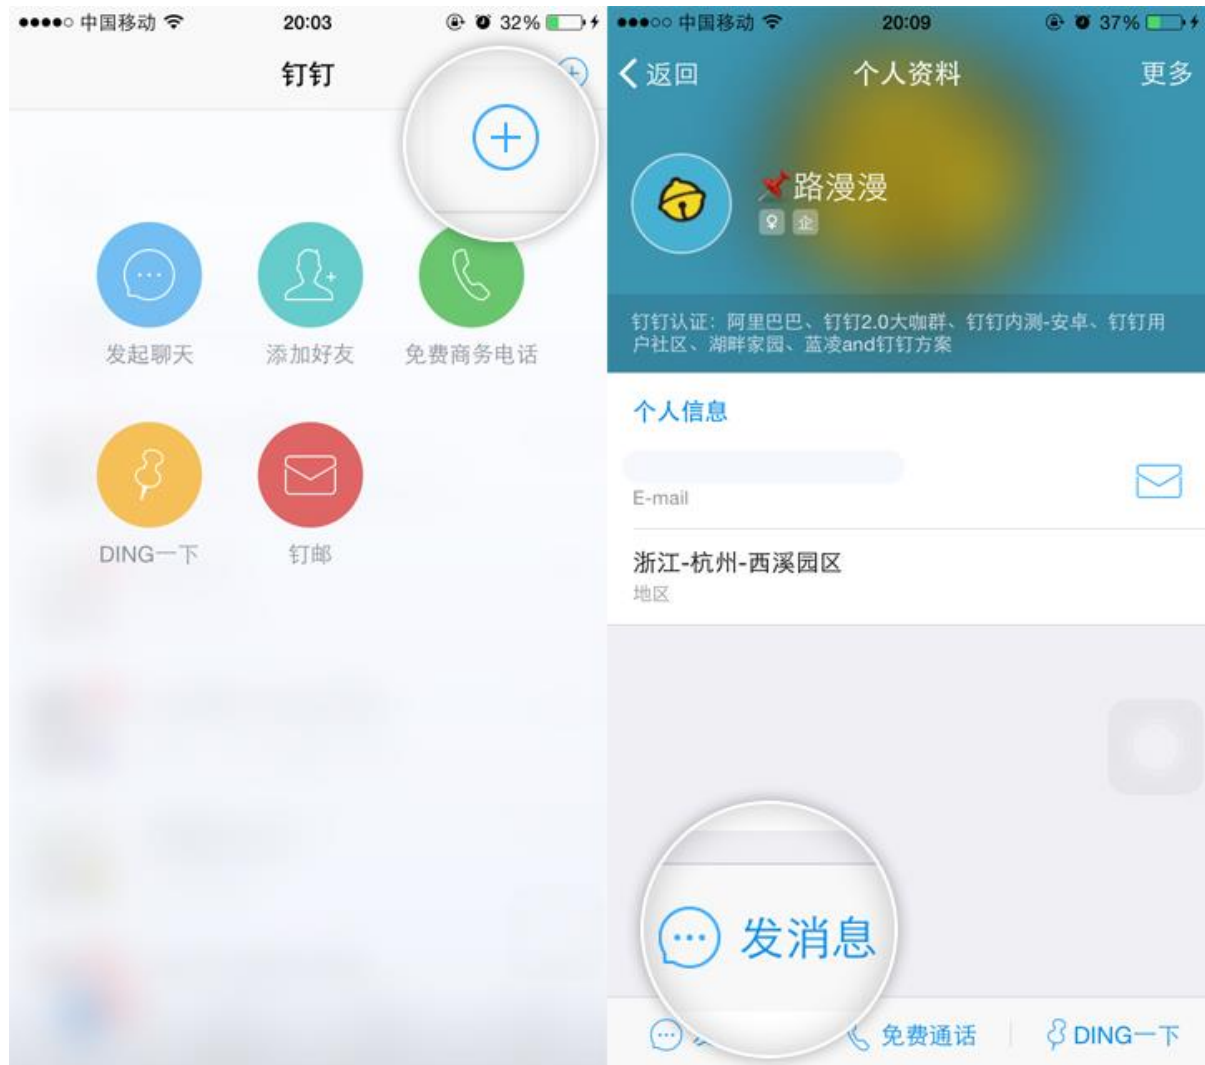 中国移动 20:03 32%
钉钉
发起聊天 添加好友 免费商务电话
DING一下 钉邮
中国移动 20:09 37%
返回 个人资料 更多
路漫漫
企
钉钉认证：阿里巴巴、钉钉2.0大咖群、钉钉内测-安卓、钉钉用
户社区、湖畔家园、蓝凌and钉钉方案
个人信息
E-mail
浙江-杭州-西溪园区
地区
发消息
免费通话 DING一下